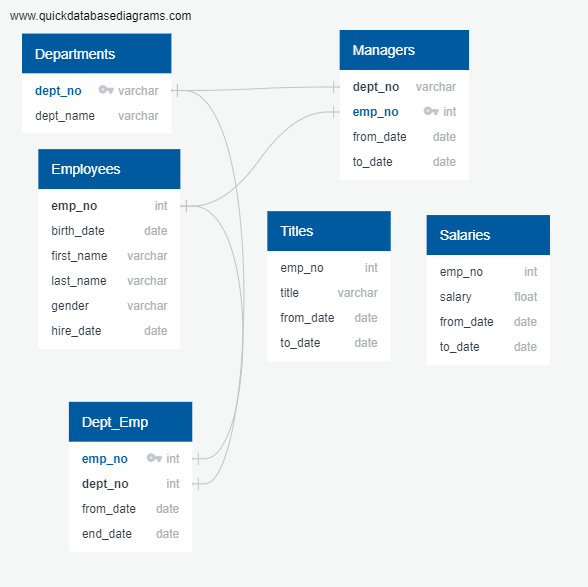 www.quickdatabasediagrams.com
Departments
dept_no varchar
dept_name varchar
Managers
dept_no varchar
emp_no int
from_date date
to_date date
Employees
emp_no int
birth_date date
first_name varchar
last_name varchar
gender varchar
hire_date date
Titles
emp_no int
title varchar
from_date date
to_date date
Salaries
emp_no int
salary float
from_date date
to_date date
Dept_Emp
emp_no int
dept_no int
from_date date
end_date date